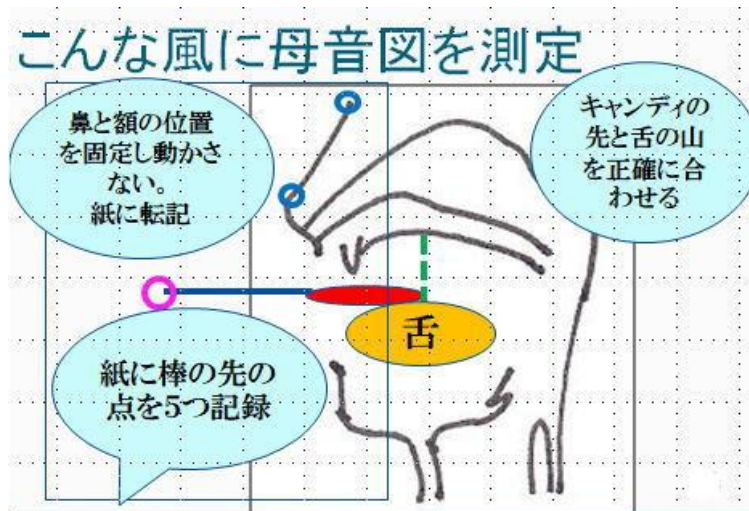 こんな風に母音図を測定
鼻と額の位置
を固定し動かさ
ない。
紙に転記
キャンディの
先と舌の山
を正確に合
わせる
舌
紙に棒の先の
点を5つ記録